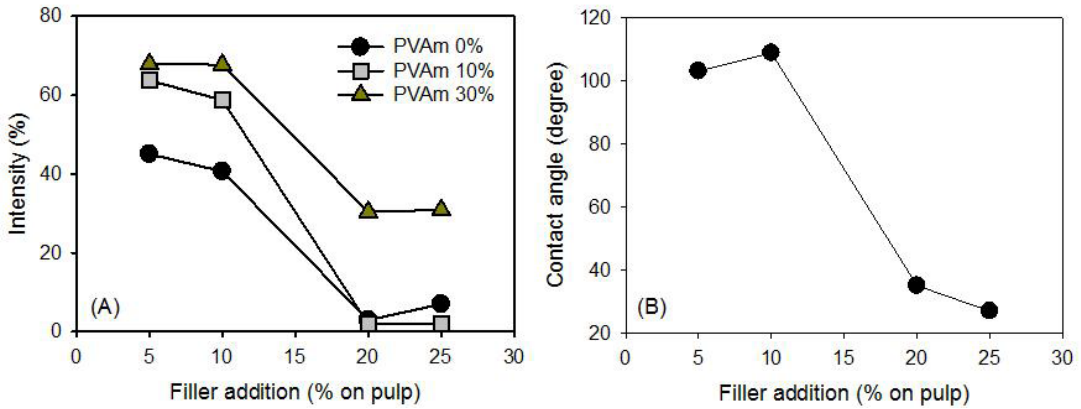 80
60
40
20
0
Intensity (%)
PVAm 0%
PVAm 10%
PVAm 30%
(A)
0 5 10 15 20 25 30
Filler addition (% on pulp)
120
100
80
60
40
20
Contact angle (degree)
(B)
0 5 10 15 20 25 30
Filler addition (% on pulp)